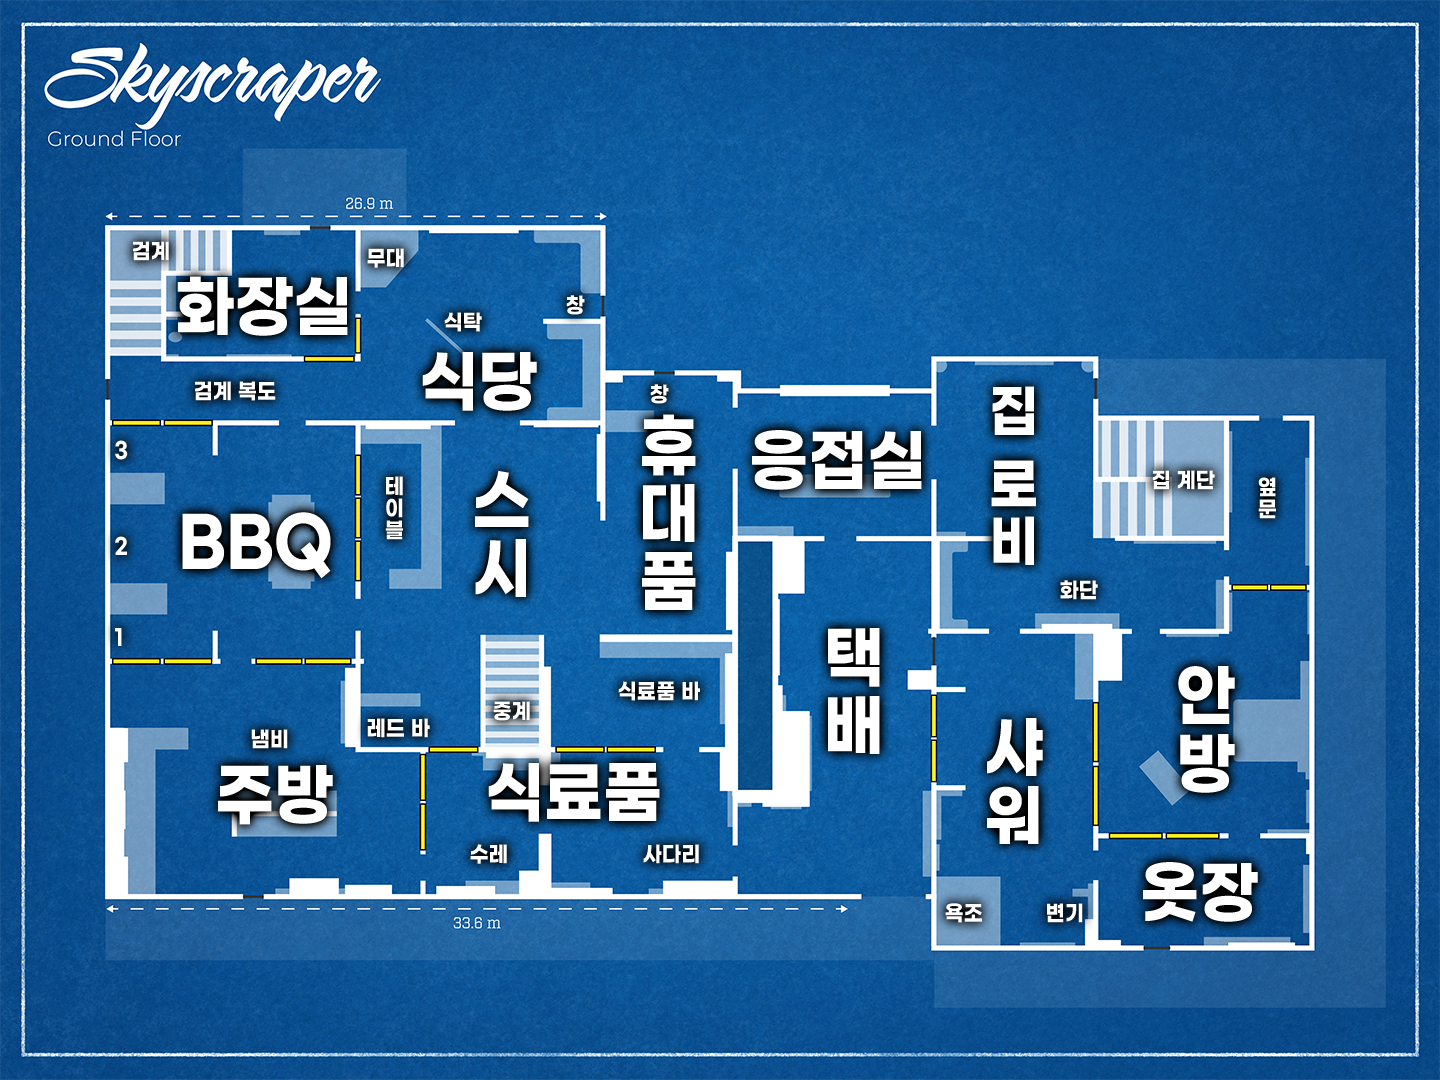 Skyscraper
Ground Floor
26.9 m
검계
화장실
무대
창
식탁
식당
검계 복도
창
휴대품
응접실
집 로비
집 계단
옆문
3
2
1
BBQ
테이블
스시
화단
택배
식료품 바
중계
레드 바
냄비
주방
식료품
수레
사다리
샤워
안방
옷장
욕조
변기
33.6 m